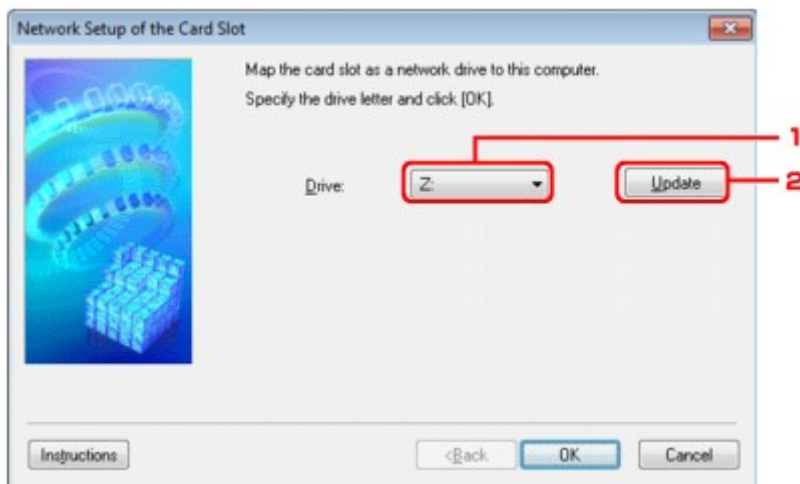 Network Setup of the Card Slot
Map the card slot as a network drive to this computer.
Specify the drive letter and click [OK].
1
Drive: Z: Update
2
Instructions <Back OK Cancel